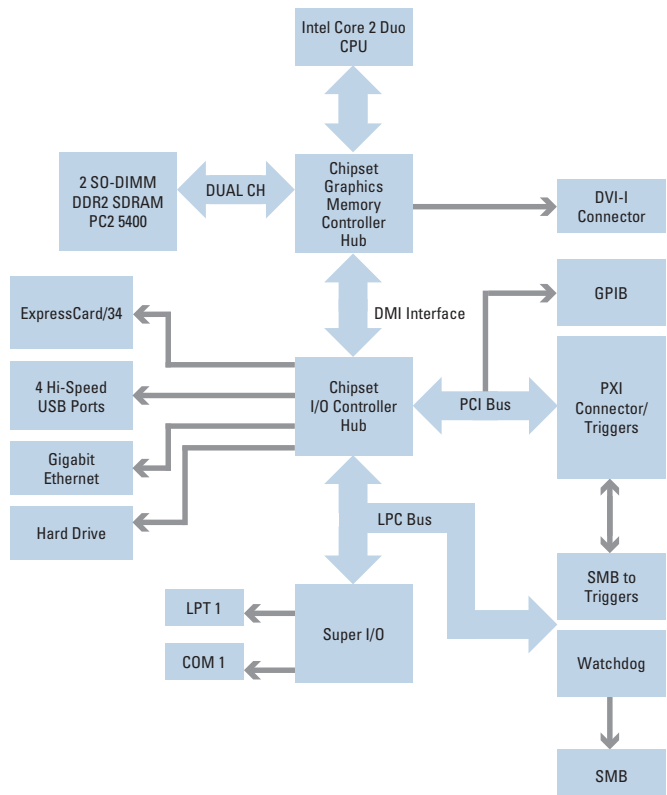 Intel Core 2 Duo
CPU
2 SO-DIMM
DDR2 SDRAM
PC2 5400
DUAL CH
Chipset
Graphics
Memory
Controller
Hub
DVI-I
Connector
DMI Interface
GPIB
ExpressCard/34
4 Hi-Speed
USB Ports
Gigabit
Ethernet
Hard Drive
Chipset
I/O Controller
Hub
PCI Bus
PXI
Connector/
Triggers
LPC Bus
SMB to
Triggers
LPT 1
COM 1
Super I/O
Watchdog
SMB